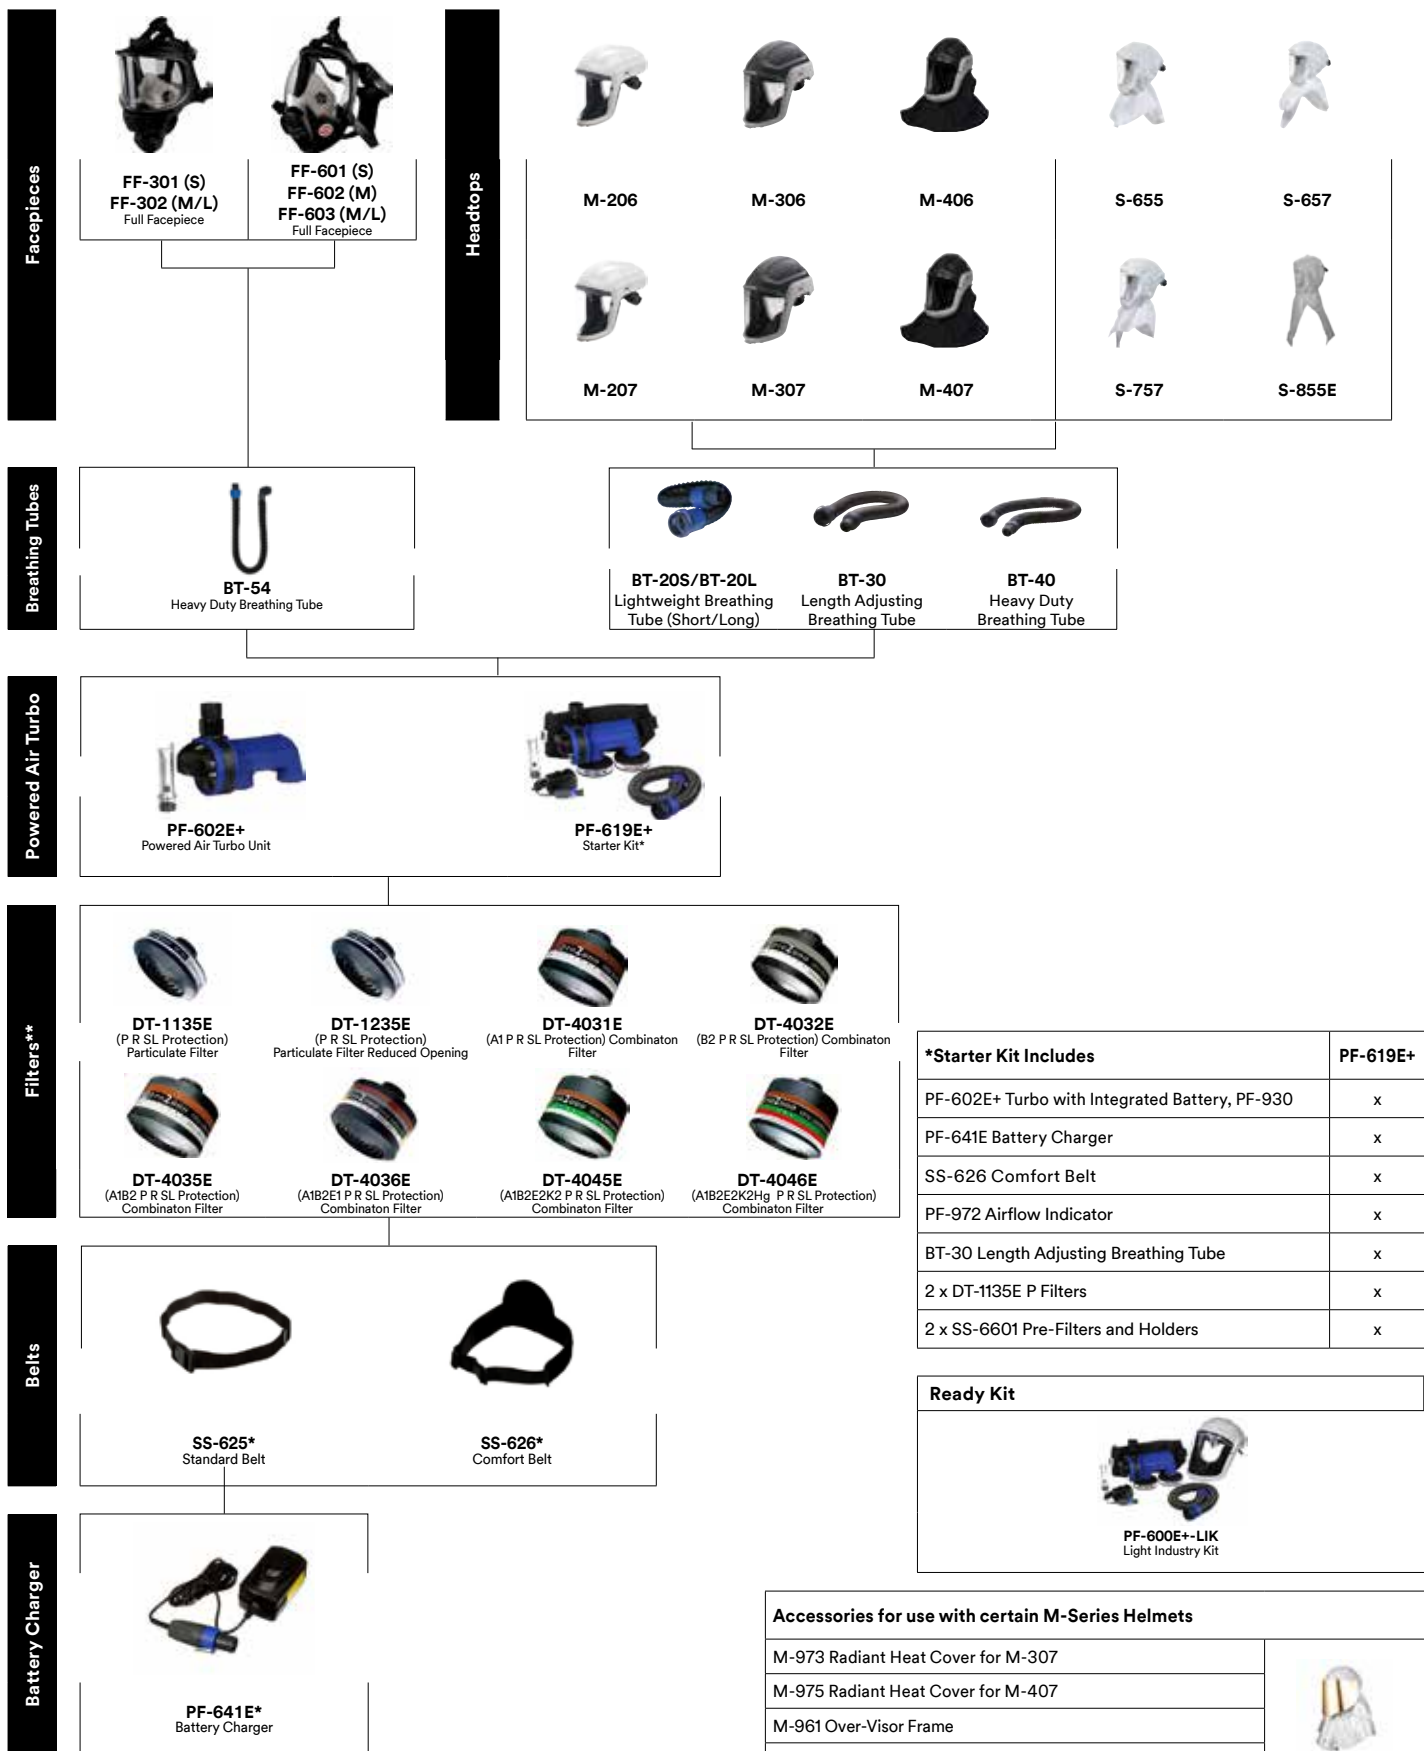 Facepieces
FF-301 (S)
FF-302 (M/L)
Full Facepiece
FF-601 (S)
FF-602 (M)
FF-603 (M/L)
Full Facepiece
Headtops
M-206
M-306
M-406
S-655
S-657
M-207
M-307
M-407
S-757
S-855E
Breathing Tubes
BT-54
Heavy Duty Breathing Tube
BT-20S/BT-20L
Lightweight Breathing
Tube (Short/Long)
BT-30
Length Adjusting
Breathing Tube
BT-40
Heavy Duty
Breathing Tube
Powered Air Turbo
PF-602E+
Powered Air Turbo Unit
PF-619E+
Starter Kit*
Filters**
DT-1135E
(P R SL Protection)
Particulate Filter
DT-1235E
(P R SL Protection)
Particulate Filter Reduced Opening
DT-4031E
(A1 P R SL Protection) Combinaton
Filter
DT-4032E
(B2 P R SL Protection) Combinaton
Filter
DT-4035E
(A1B2 P R SL Protection)
Combinaton Filter
DT-4036E
(A1B2E1 P R SL Protection)
Combinaton Filter
DT-4045E
(A1B2E2K2 P R SL Protection)
Combinaton Filter
DT-4046E
(A1B2E2K2Hg P R SL Protection)
Combinaton Filter
*Starter Kit Includes PF-619E+
PF-602E+ Turbo with Integrated Battery, PF-930 x
PF-641E Battery Charger x
SS-626 Comfort Belt x
PF-972 Airflow Indicator x
BT-30 Length Adjusting Breathing Tube x
2 x DT-1135E P Filters x
2 x SS-6601 Pre-Filters and Holders x
Belts
SS-625*
Standard Belt
SS-626*
Comfort Belt
Ready Kit
PF-600E+-LIK
Light Industry Kit
Battery Charger
PF-641E*
Battery Charger
Accessories for use with certain M-Series Helmets
M-973 Radiant Heat Cover for M-307
M-975 Radiant Heat Cover for M-407
M-961 Over-Visor Frame